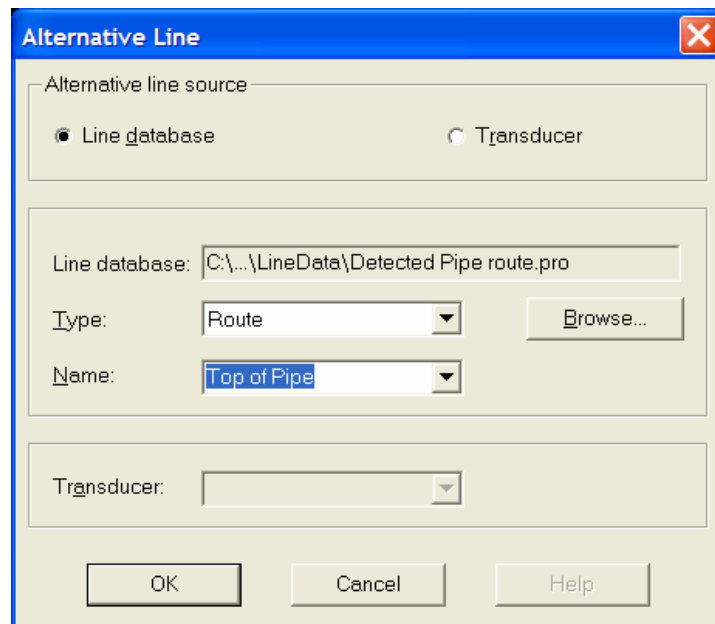 Alternative Line
Alternative line source
Line database
Transducer
Line database: C:\...\LineData\Detected Pipe route.pro
Type: Route Browse...
Name: Top of Pipe
Transducer:
OK Cancel Help